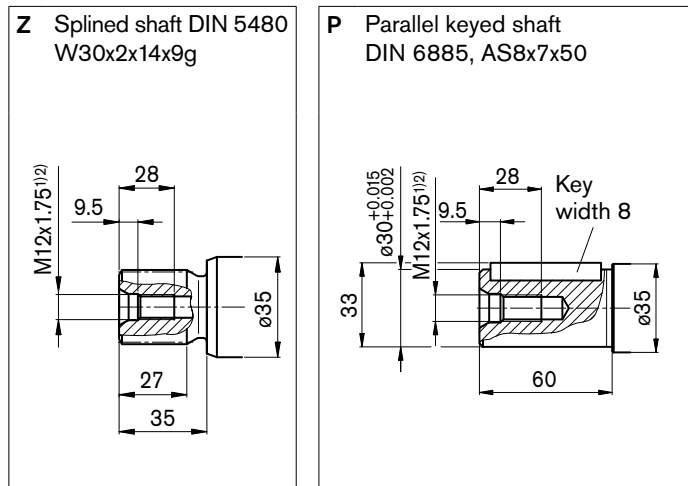 Z Splined shaft DIN 5480
W30x2x14x9g
M12x1.75 1) 2)
28
9.5
ø35
27
35
P Parallel keyed shaft
DIN 6885, AS8x7x50
ø30 +0.015 +0.002
M12x1.75 1) 2)
28
9.5
Key
width 8
33
ø35
60